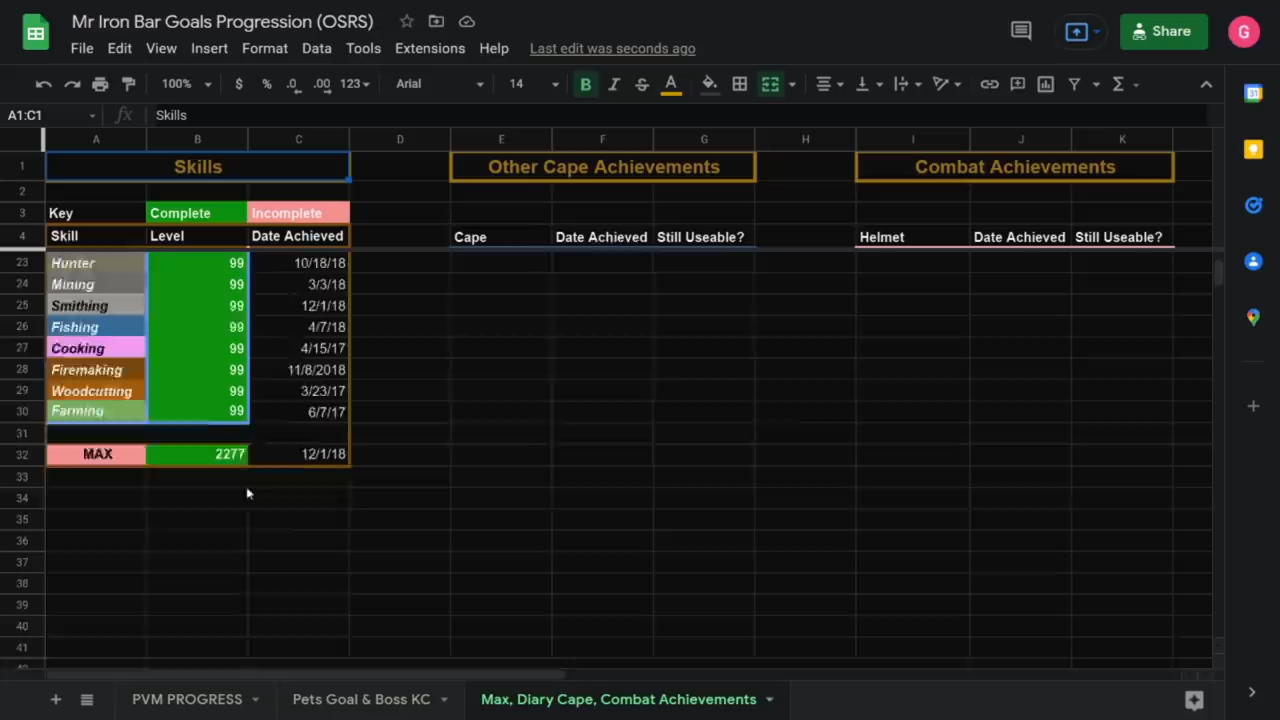 Mr Iron Bar Goals Progression (OSRS)
File Edit View Insert Format Data Tools Extensions Help Last edit was seconds ago
Share
G
100% $ % .0 .00 123 Arial 14 B I S A
A1:C1 fx Skills
A B C D E F G H I J K
1 Skills Other Cape Achievements Combat Achievements
2
3 Key Complete Incomplete
4 Skill Level Date Achieved Cape Date Achieved Still Useable? Helmet Date Achieved Still Useable?
23 Hunter 99 10/18/18
24 Mining 99 3/3/18
25 Smithing 99 12/1/18
26 Fishing 99 4/7/18
27 Cooking 99 4/15/17
28 Firemaking 99 11/8/2018
29 Woodcutting 99 3/23/17
30 Farming 99 6/7/17
31
32 MAX 2277 12/1/18
33
34
35
36
37
38
39
40
41
PVM PROGRESS Pets Goal & Boss KC Max, Diary Cape, Combat Achievements